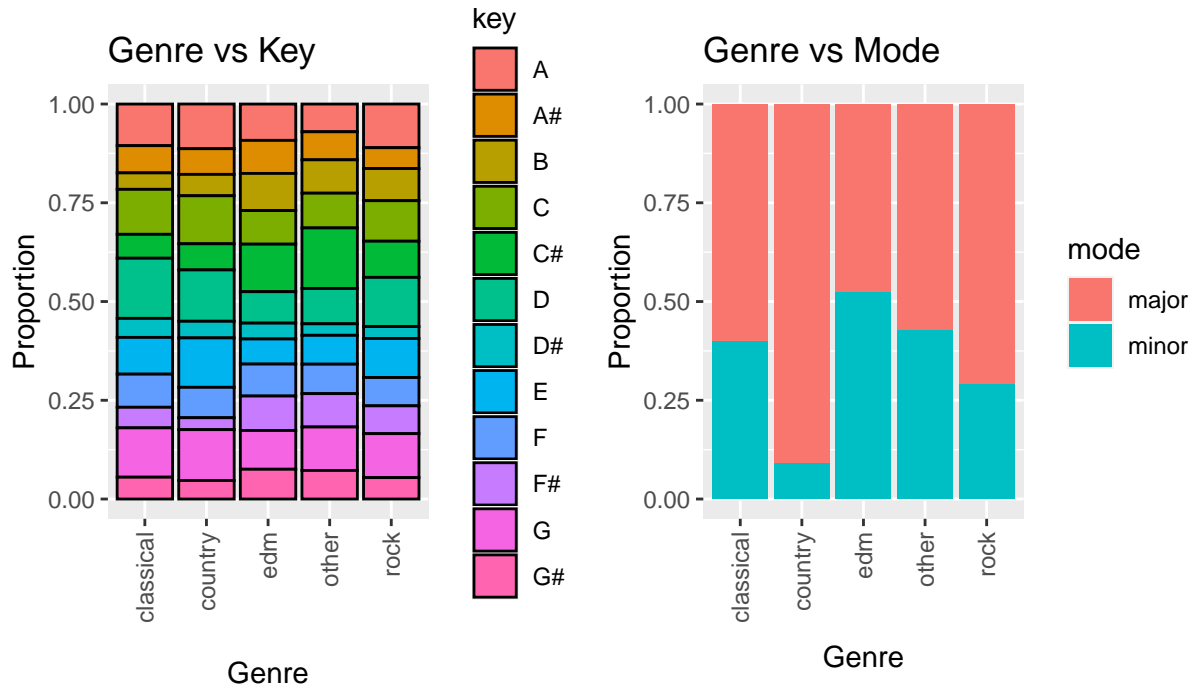 Genre vs Key
Proportion
1.00
0.75
0.50
0.25
0.00
classical
country
edm
other
rock
Genre
key
A
A#
B
C
C#
D
D#
E
F
F#
G
G#
Genre vs Mode
Proportion
1.00
0.75
0.50
0.25
0.00
classical
country
edm
other
rock
Genre
mode
major
minor